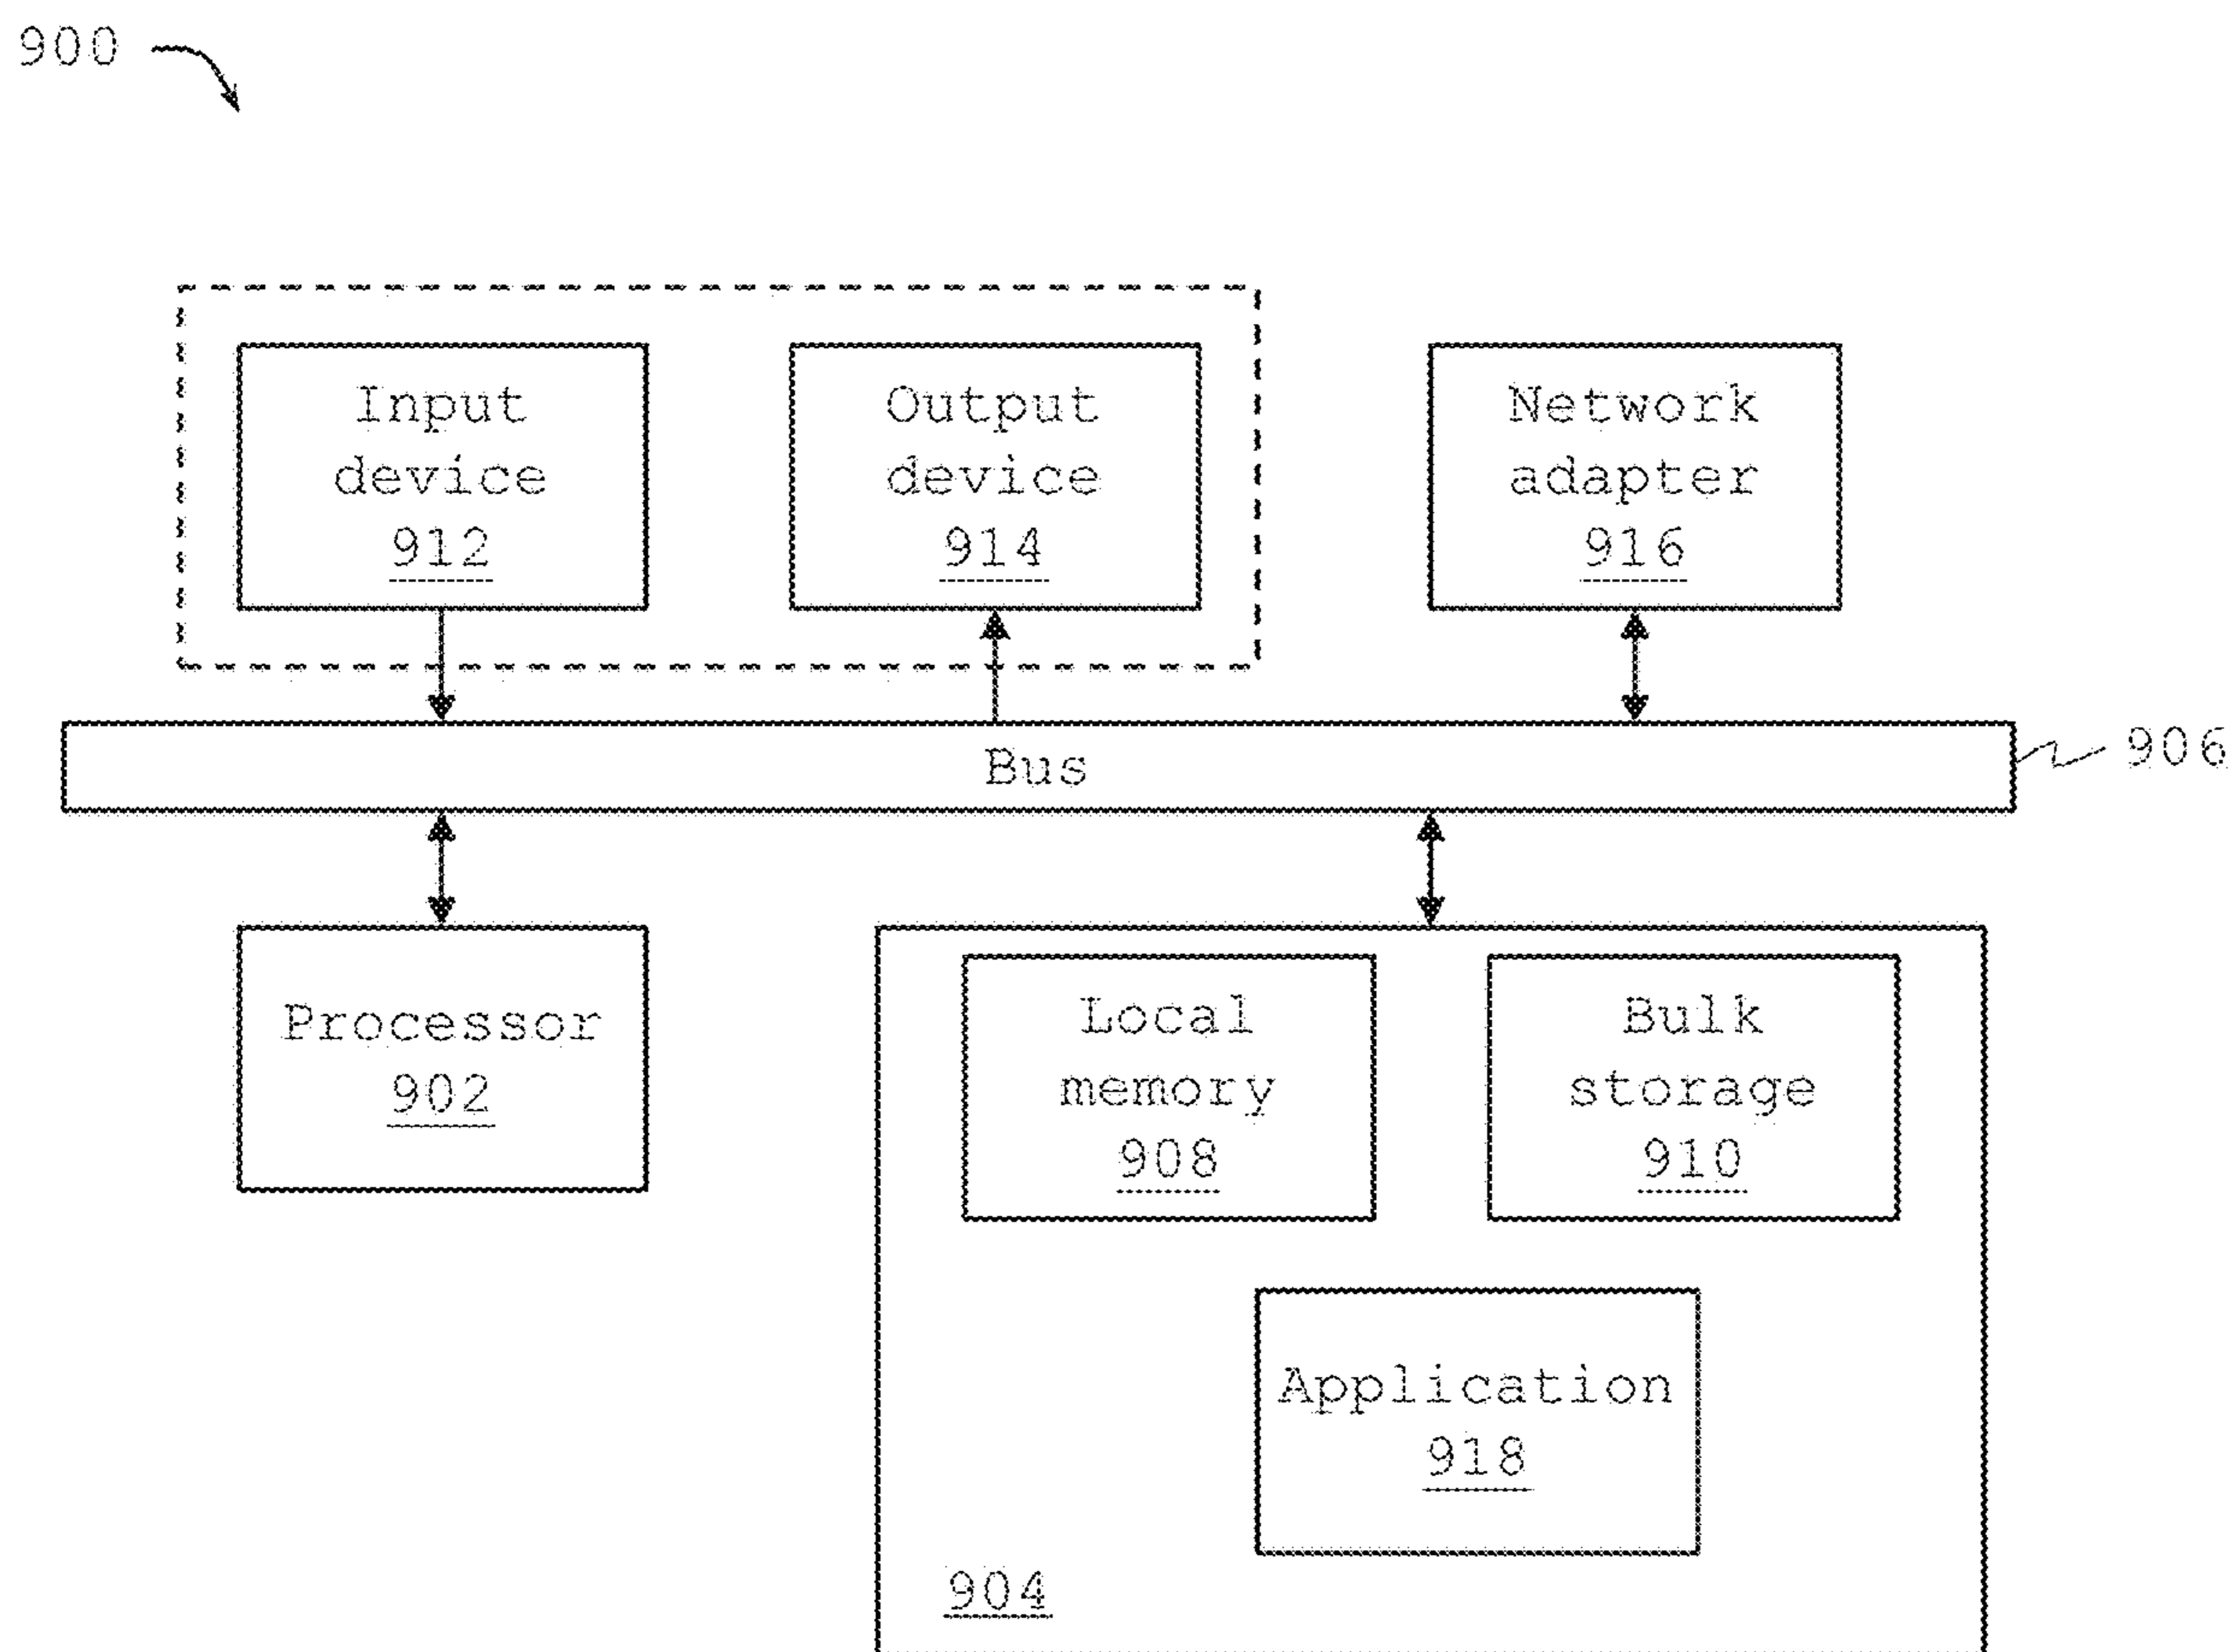 900
Input
device
912
Output
device
914
Network
adapter
916
Bus
906
Processor
902
Local
memory
908
Bulk
storage
910
Application
918
904